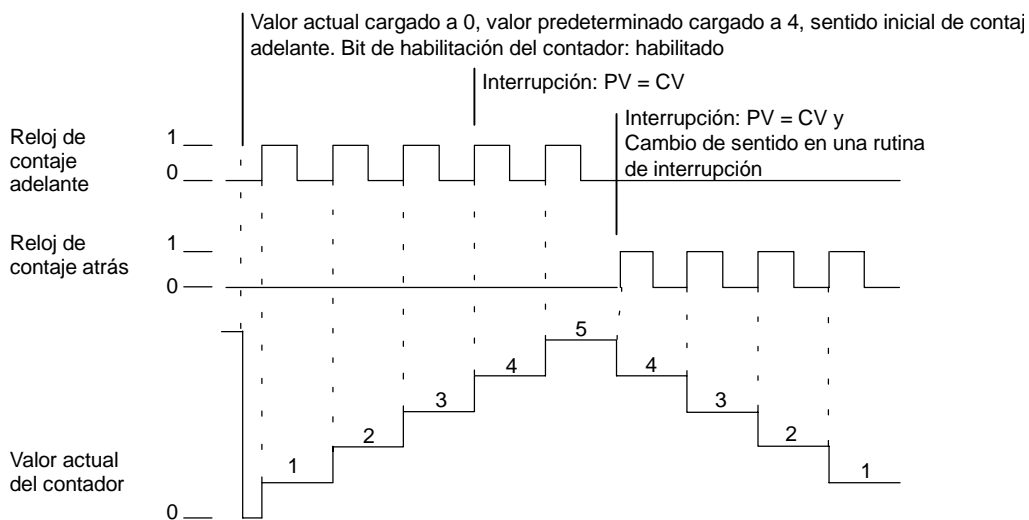 Valor actual cargado a 0, valor predeterminado cargado a 4, sentido inicial de contaj
adelante. Bit de habilitación del contador: habilitado
Interrupción: PV = CV
Interrupción: PV = CV y
Cambio de sentido en una rutina
de interrupción
Reloj de
contaje
adelante
1
0
Reloj de
contaje atrás
1
0
5
4
4
3
3
2
2
1
1
Valor actual
del contador
0